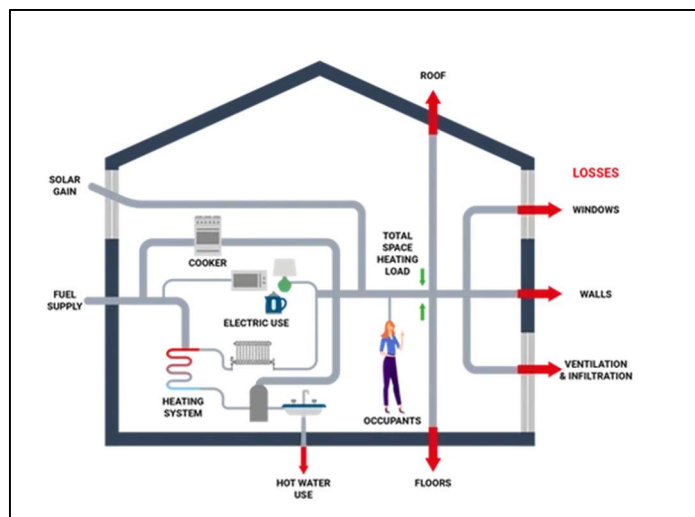 ROOF
LOSSES
SOLAR
GAIN
WINDOWS
TOTAL
SPACE
HEATING
LOAD
COOKER
FUEL
SUPPLY
WALLS
ELECTRIC USE
VENTILATION
& INFILTRATION
HEATING
SYSTEM
OCCUPANTS
HOT WATER
USE
FLOORS